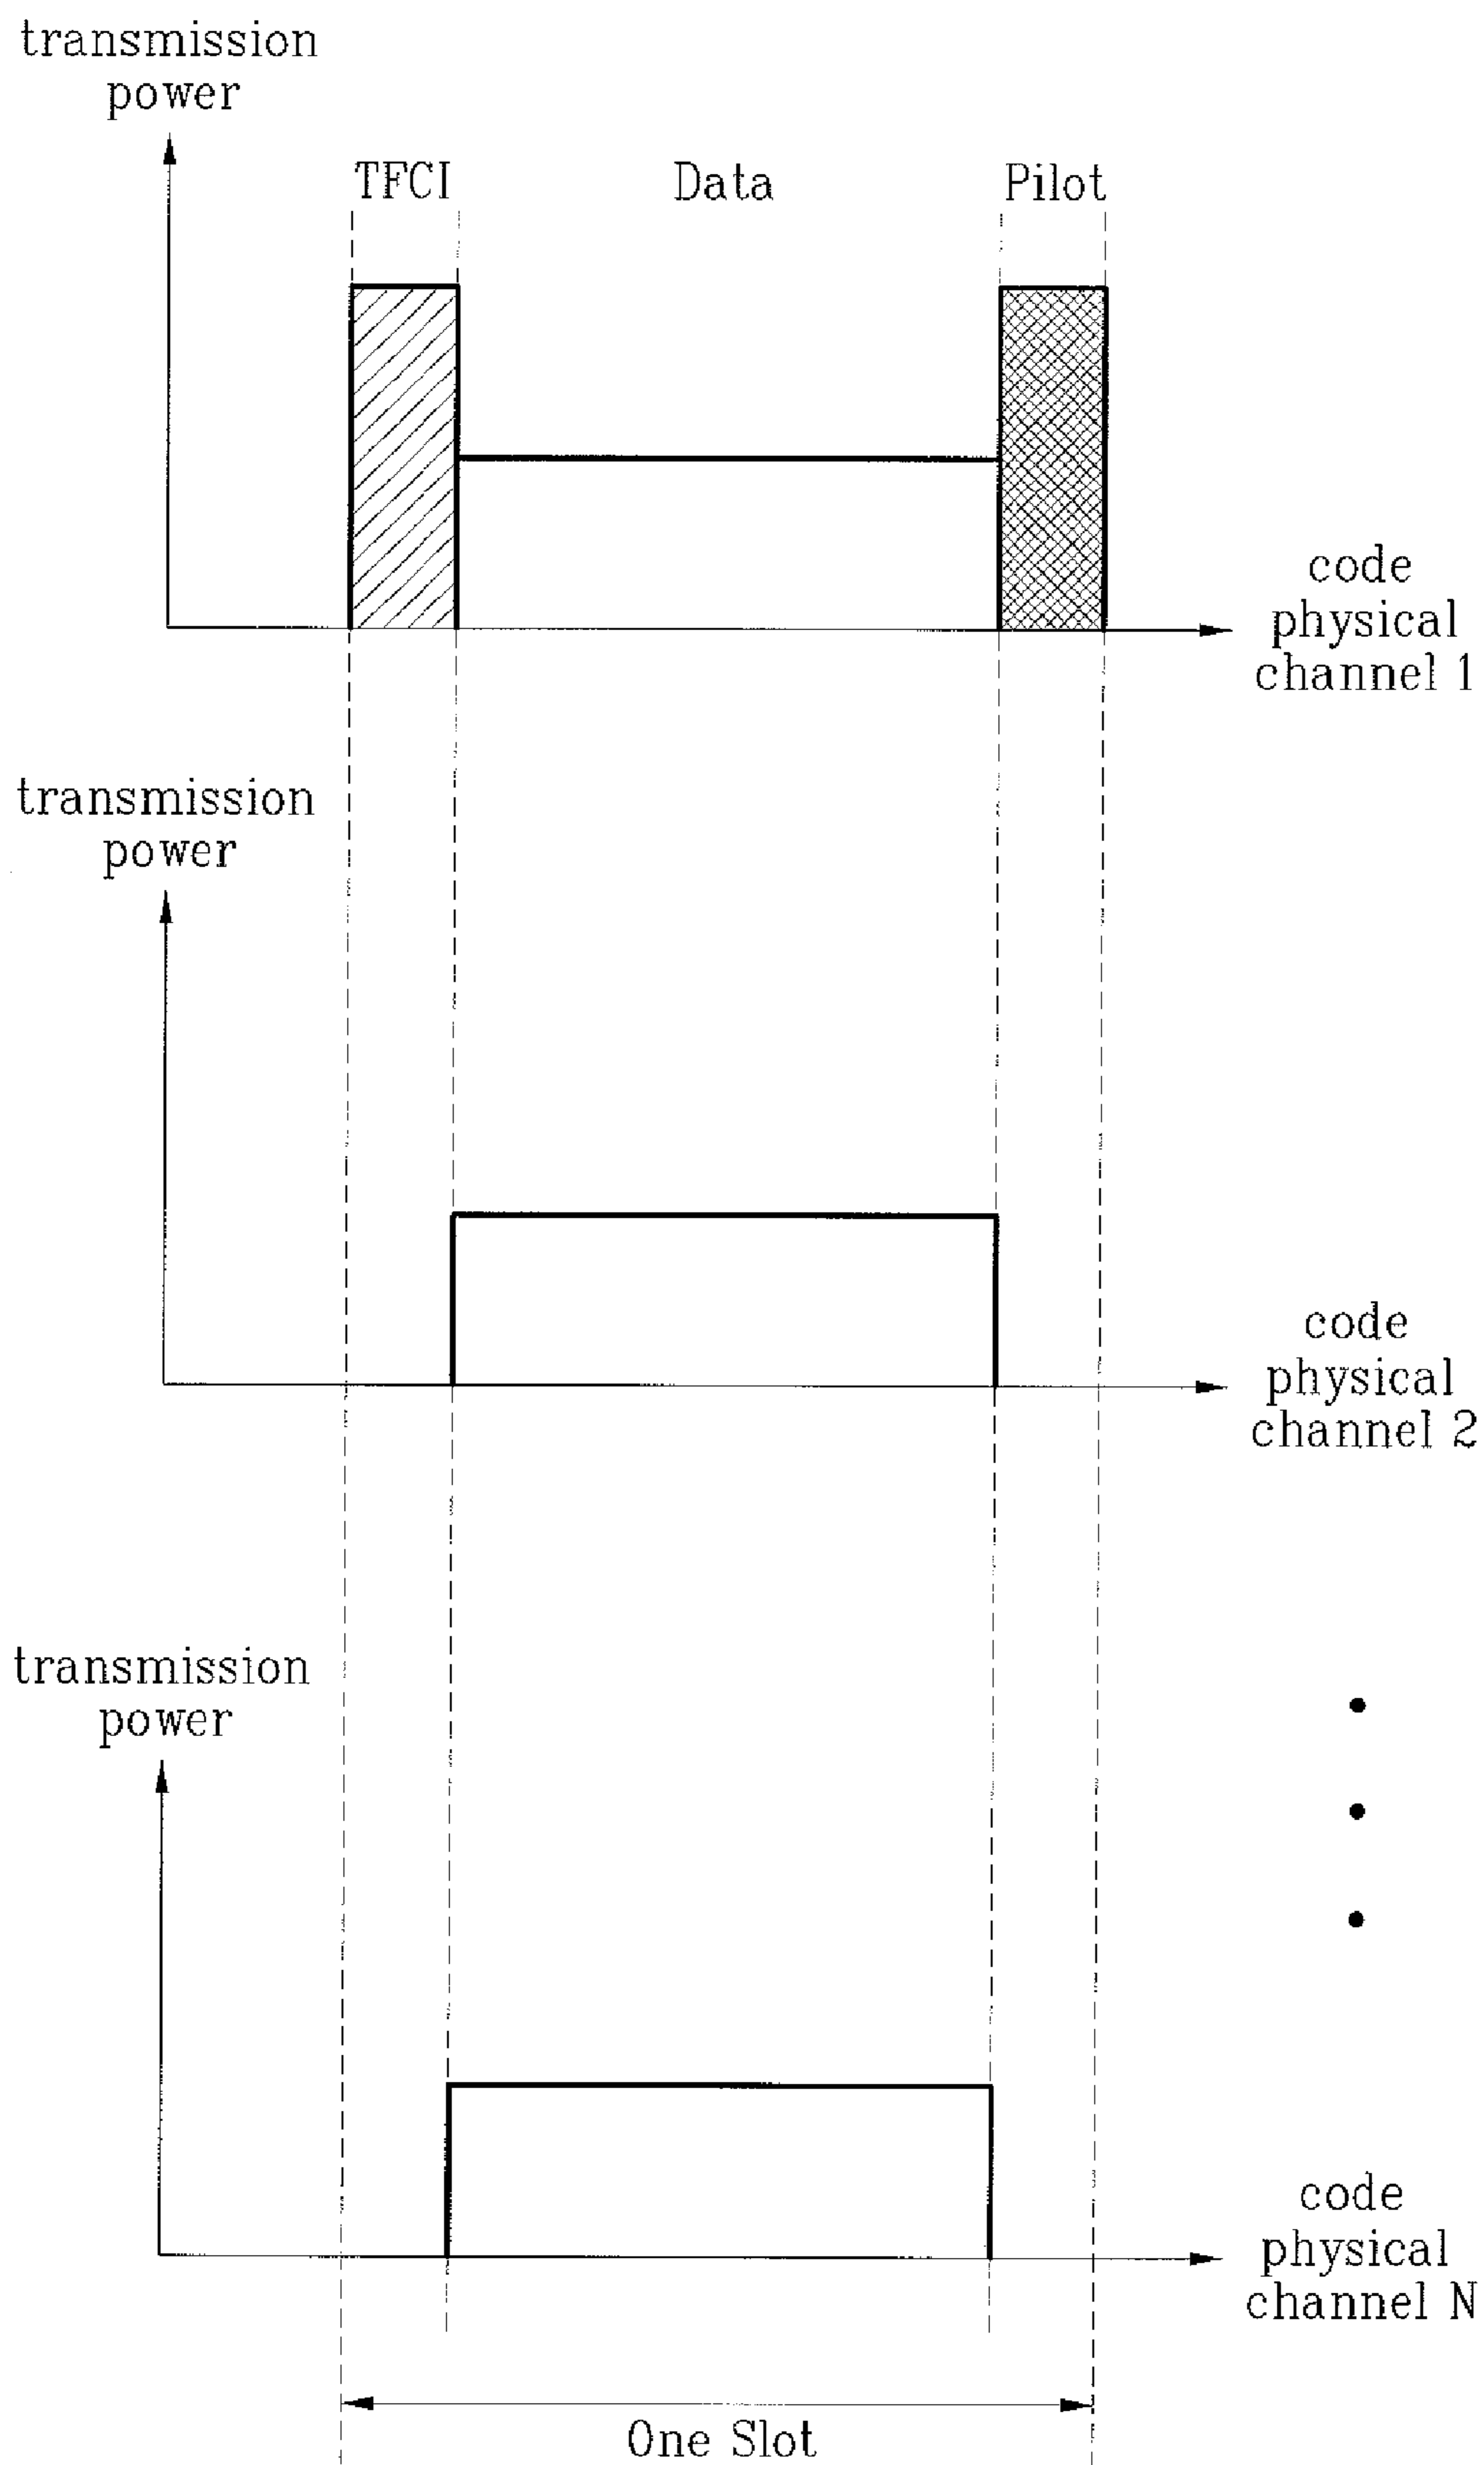 transmission
power
TFCI Data Pilot
code
physical
channel 1
transmission
power
code
physical
channel 2
transmission
power
code
physical
channel N
One Slot